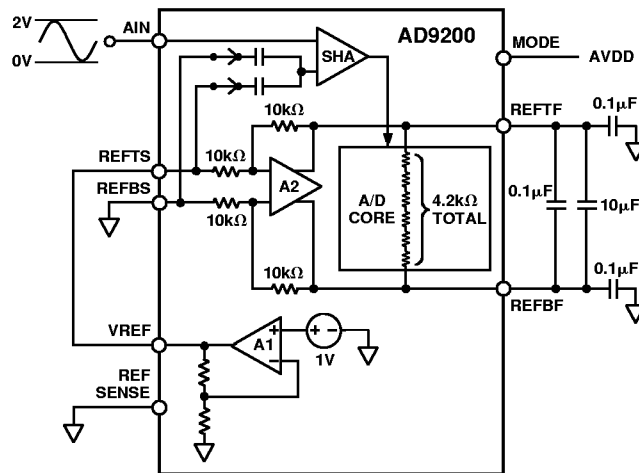 2V
0V
AIN
AD9200
SHA
MODE
AVDD
10kΩ
REFTF
0.1µF
REFTS
10kΩ
REFBS
A2
10kΩ
A/D
CORE
4.2kΩ
TOTAL
0.1µF
10µF
10kΩ
0.1µF
REFBF
VREF
A1
+
−
+ −
1V
REF
SENSE